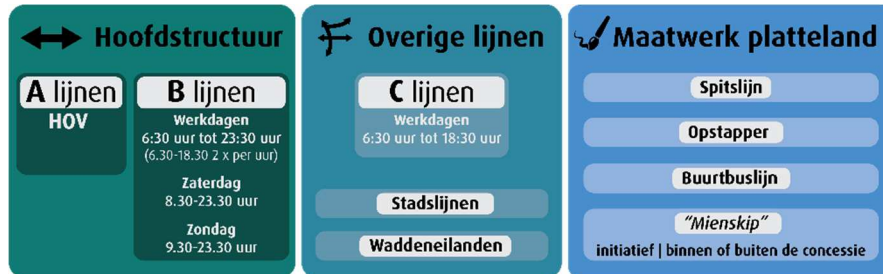 Hoofdstructuur
A lijnen
HOV
B lijnen
Werkdagen
6:30 uur tot 23:30 uur
(6.30-18.30 2 x per uur)
Zaterdag
8.30-23.30 uur
Zondag
9.30-23.30 uur
Overige lijnen
C lijnen
Werkdagen
6:30 uur tot 18:30 uur
Stadslijnen
Waddeneilanden
Maatwerk platteland
Spitslijn
Opstapper
Buurtbuslijn
"Mienskip"
initiatief | binnen of buiten de concessie